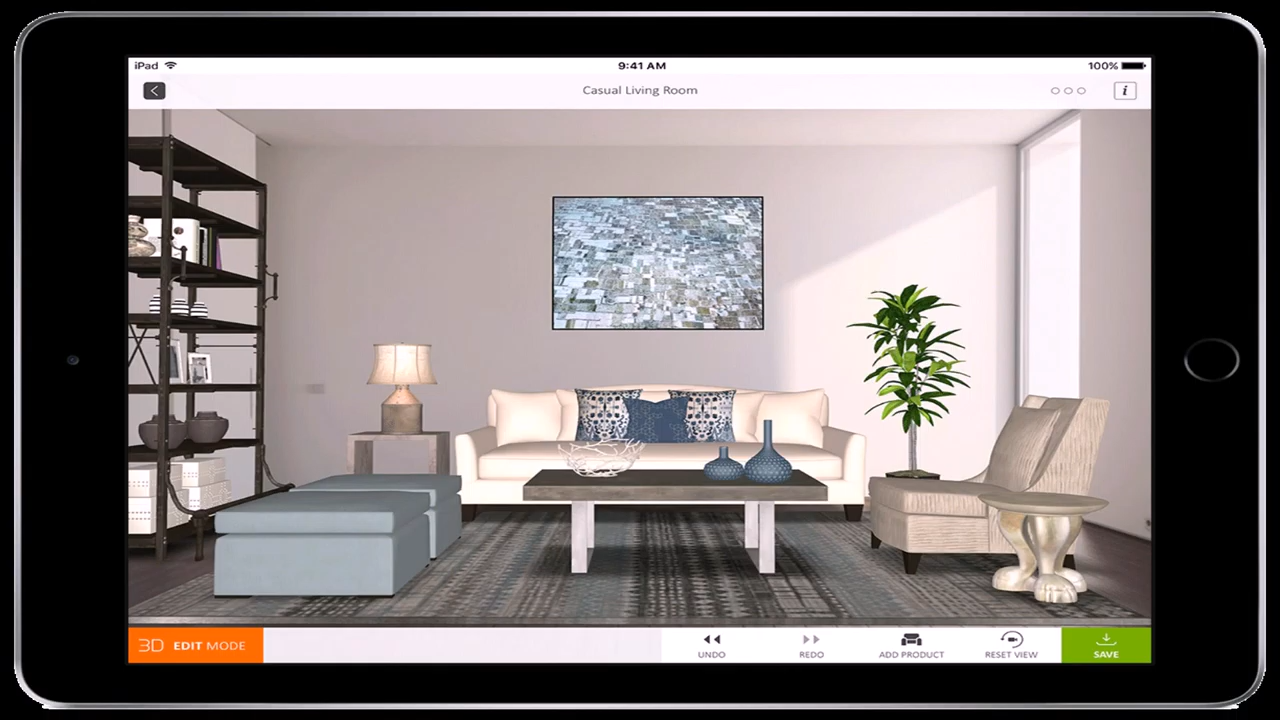 iPad 9:41 AM 100%
Casual Living Room
i
3D EDIT MODE
UNDO
REDO
ADD PRODUCT
RESET VIEW
SAVE